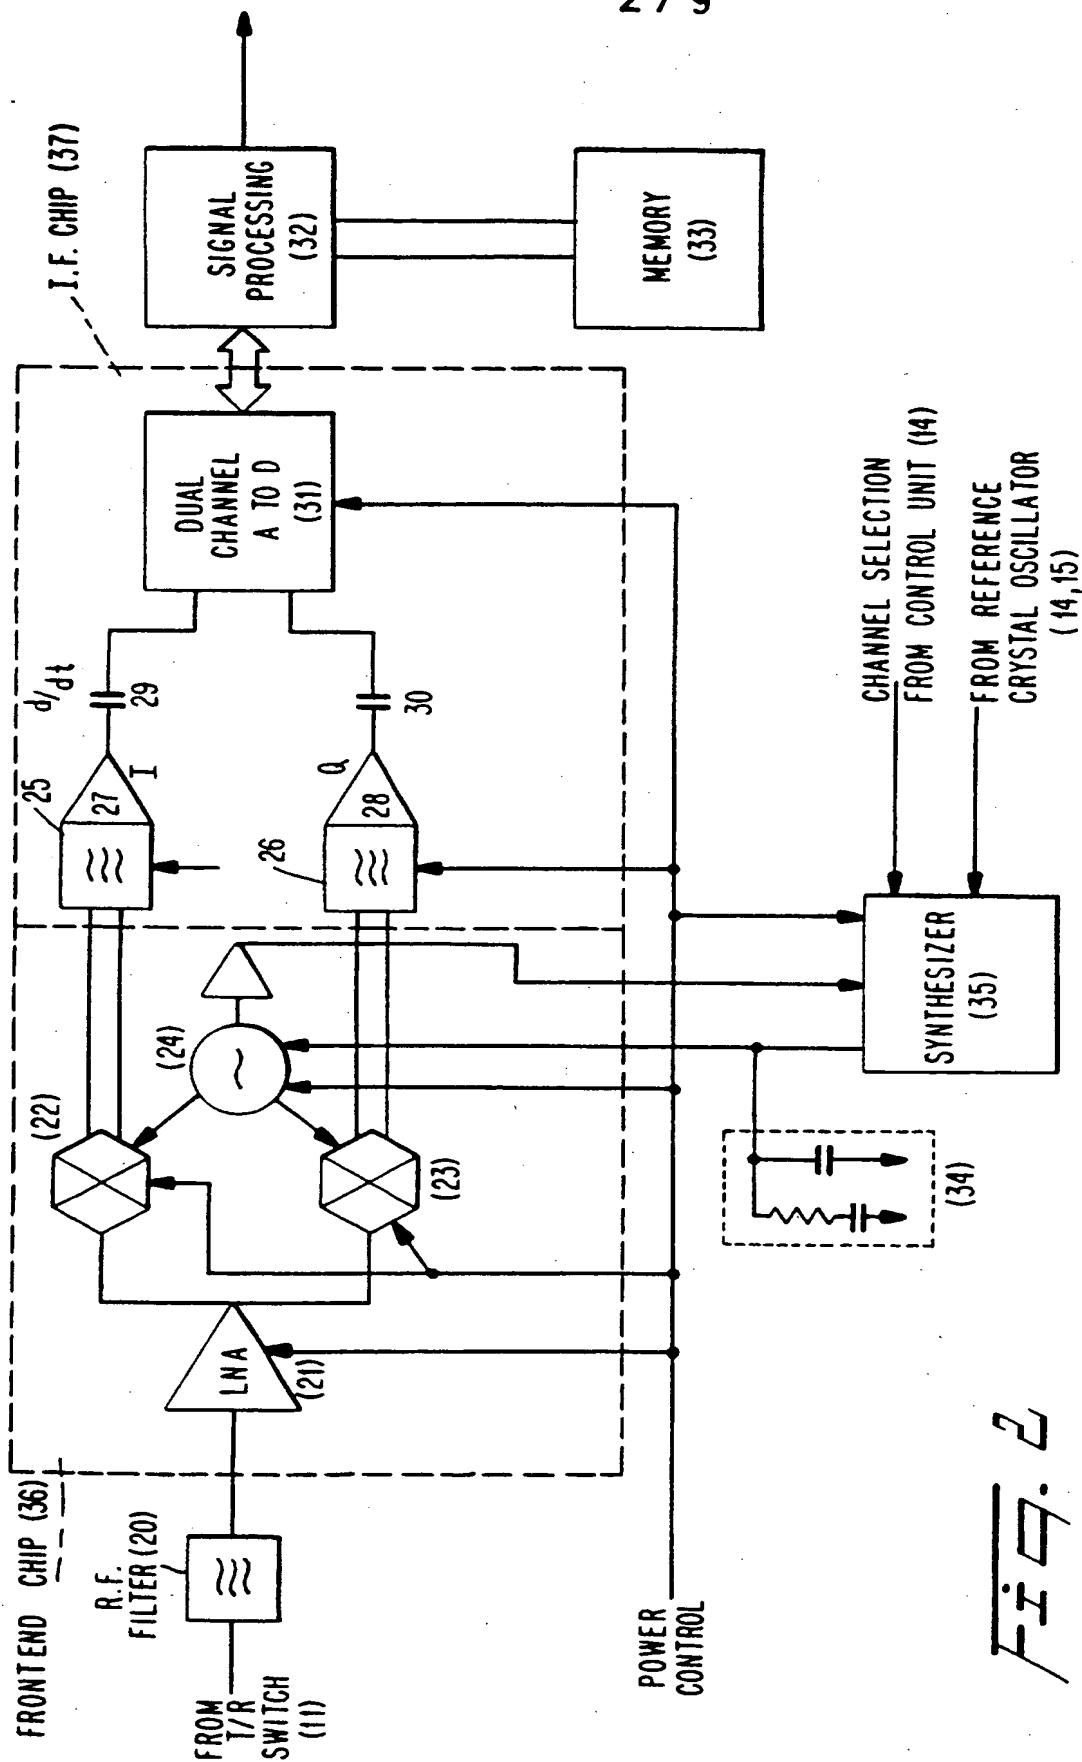 2/9
FRONTEND CHIP (36)
I.F. CHIP (37)
R.F.
FILTER (20)
FROM
T/R
SWITCH
(11)
LNA
(21)
(22)
(23)
(24)
25
27
I
26
28
Q
d/dt
29
30
DUAL
CHANNEL
A TO D
(31)
SIGNAL
PROCESSING
(32)
MEMORY
(33)
POWER
CONTROL
(34)
SYNTHESIZER
(35)
CHANNEL SELECTION
FROM CONTROL UNIT (14)
FROM REFERENCE
CRYSTAL OSCILLATOR
(14,15)
Fig. 2